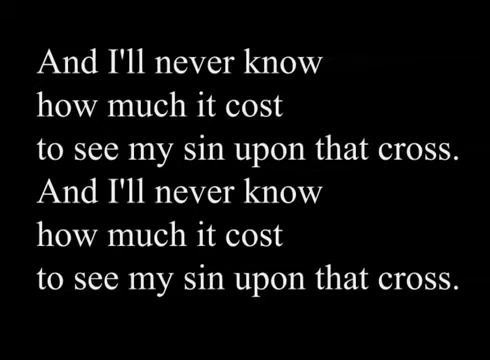 And I'll never know
how much it cost
to see my sin upon that cross.
And I'll never know
how much it cost
to see my sin upon that cross.